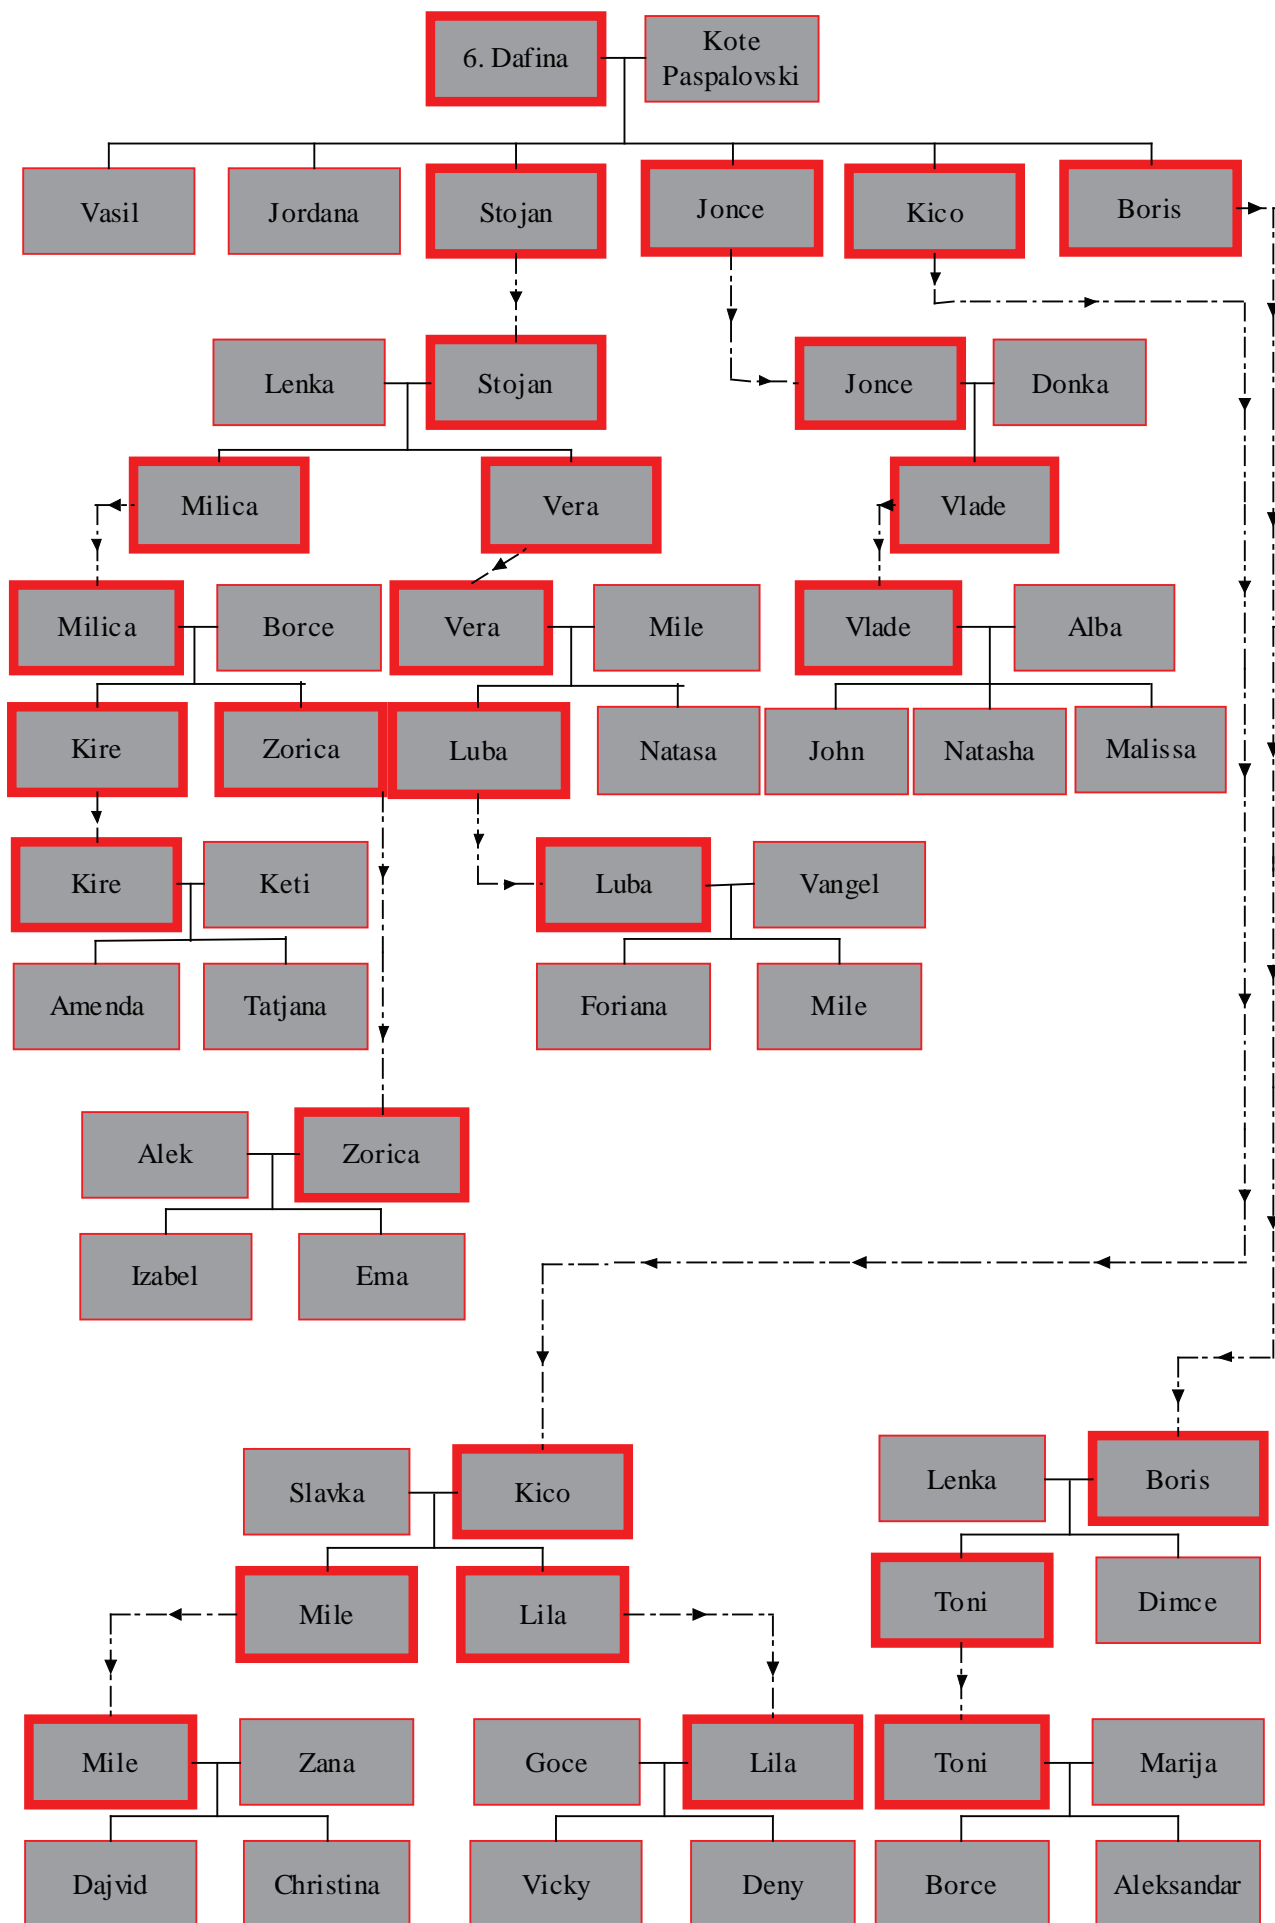 6. Dafina
Kote
Paspalovski
Vasil
Jordana
Stojan
Jonce
Kico
Boris
Lenka
Stojan
Jonce
Donka
Milica
Vera
Vlade
Milica
Borce
Vera
Mile
Vlade
Alba
Kire
Zorica
Luba
Natasa
John
Natasha
Malissa
Kire
Keti
Luba
Vangel
Amenda
Tatjana
Foriana
Mile
Alek
Zorica
Izabel
Ema
Slavka
Kico
Lenka
Boris
Mile
Lila
Toni
Dimce
Mile
Zana
Goce
Lila
Toni
Marija
Dajvid
Christina
Vicky
Deny
Borce
Aleksandar